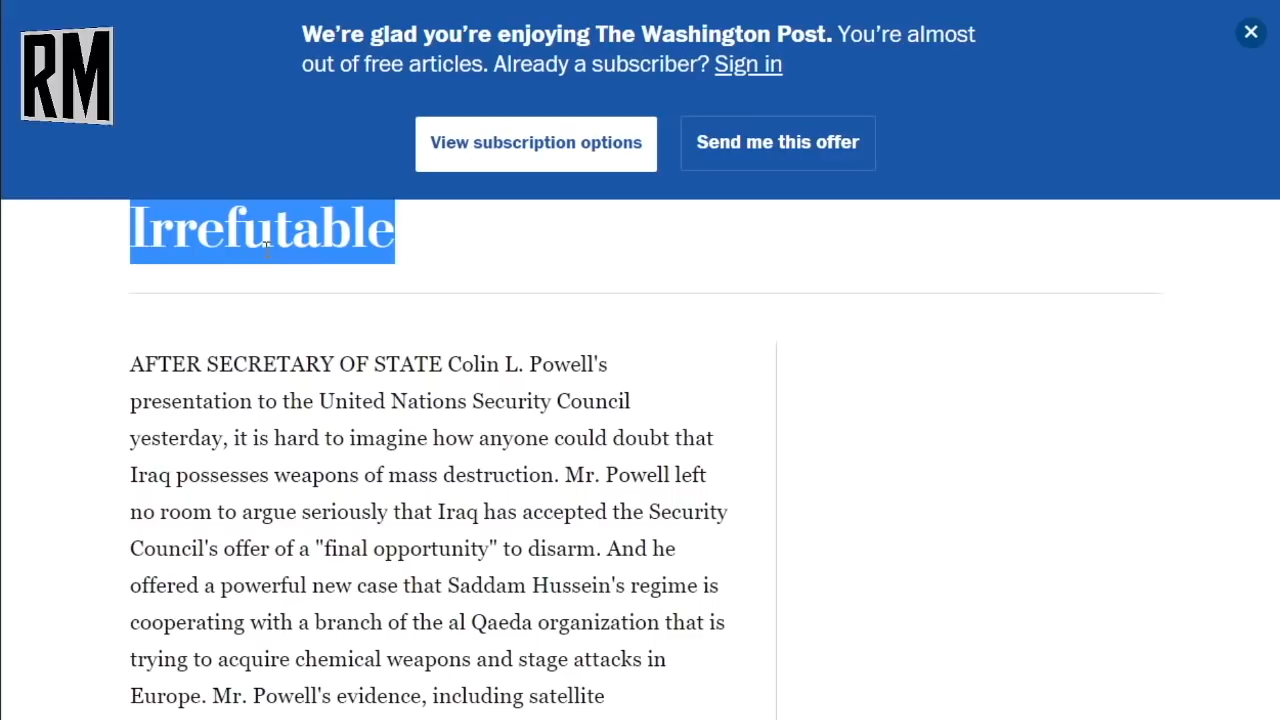 RM
We’re glad you’re enjoying The Washington Post. You’re almost
out of free articles. Already a subscriber? Sign in
View subscription options
Send me this offer
Irrefutable
AFTER SECRETARY OF STATE Colin L. Powell's
presentation to the United Nations Security Council
yesterday, it is hard to imagine how anyone could doubt that
Iraq possesses weapons of mass destruction. Mr. Powell left
no room to argue seriously that Iraq has accepted the Security
Council's offer of a "final opportunity" to disarm. And he
offered a powerful new case that Saddam Hussein's regime is
cooperating with a branch of the al Qaeda organization that is
trying to acquire chemical weapons and stage attacks in
Europe. Mr. Powell's evidence, including satellite